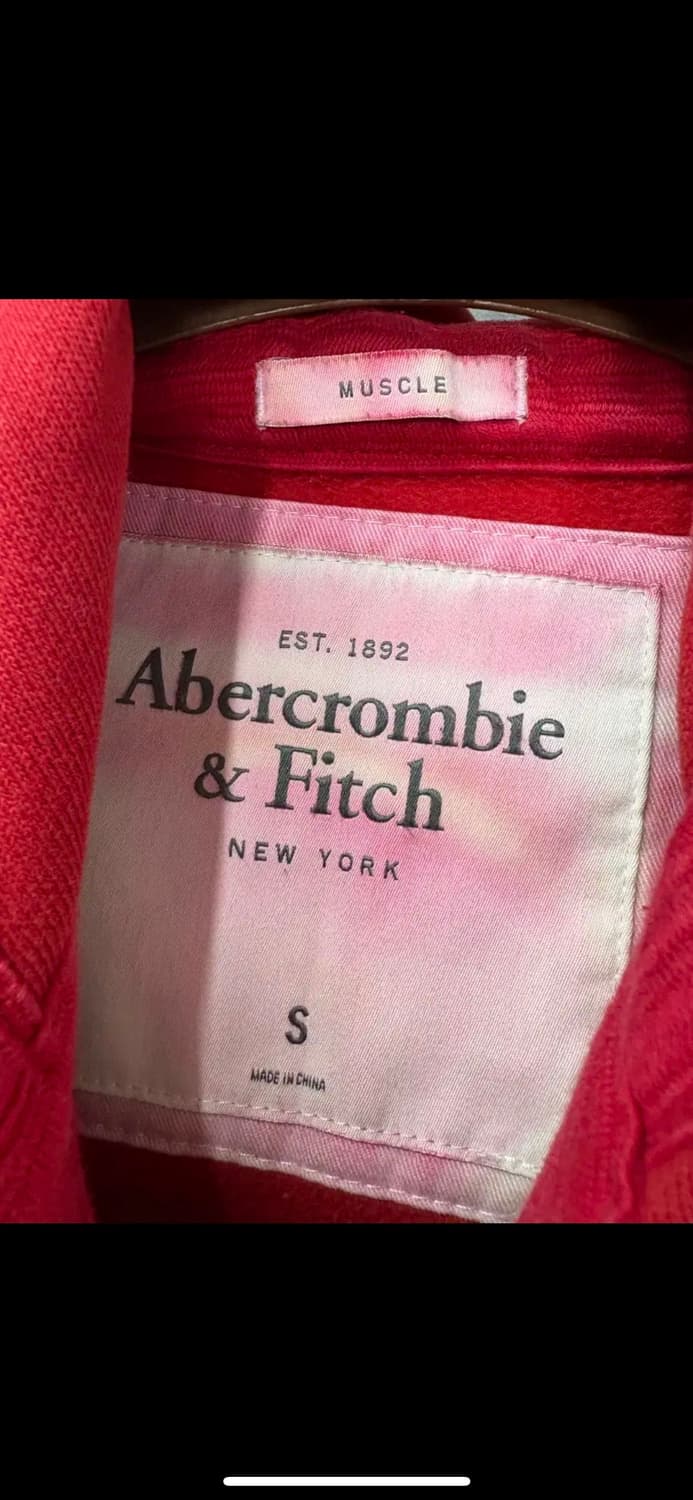 MUSCLE
EST. 1892
Abercrombie
& Fitch
NEW YORK
S
MADE IN CHINA